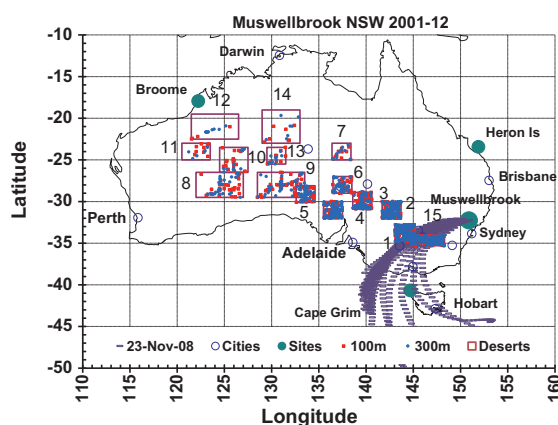 Muswellbrook NSW 2001-12
-10
-15
-20
-25
-30
-35
-40
-45
-50
Latitude
Darwin
Broome
12
14
Heron Is
11
10
13
7
Brisbane
8
9
6
3
2
Muswellbrook
5
4
15
Perth
Sydney
Adelaide
1
Cape Grim
Hobart
23-Nov-08
Cities
Sites
100m
300m
Deserts
110
115
120
125
130
135
140
145
150
155
160
Longitude